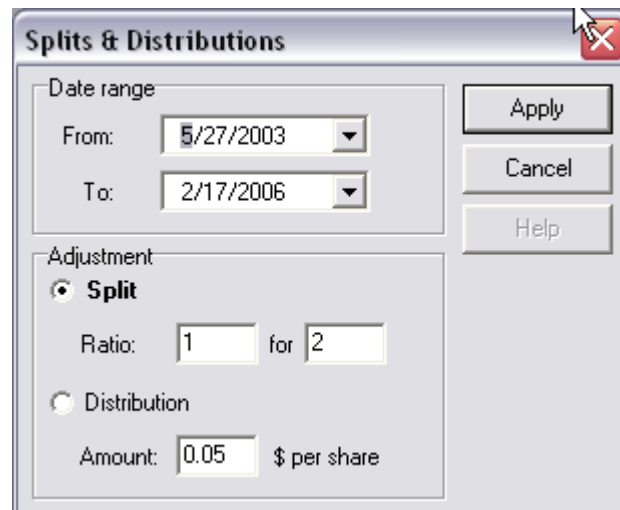 Splits & Distributions
Date range
From: 5/27/2003
To: 2/17/2006
Apply
Cancel
Help
Adjustment
Split
Ratio: 1 for 2
Distribution
Amount: 0.05 $ per share